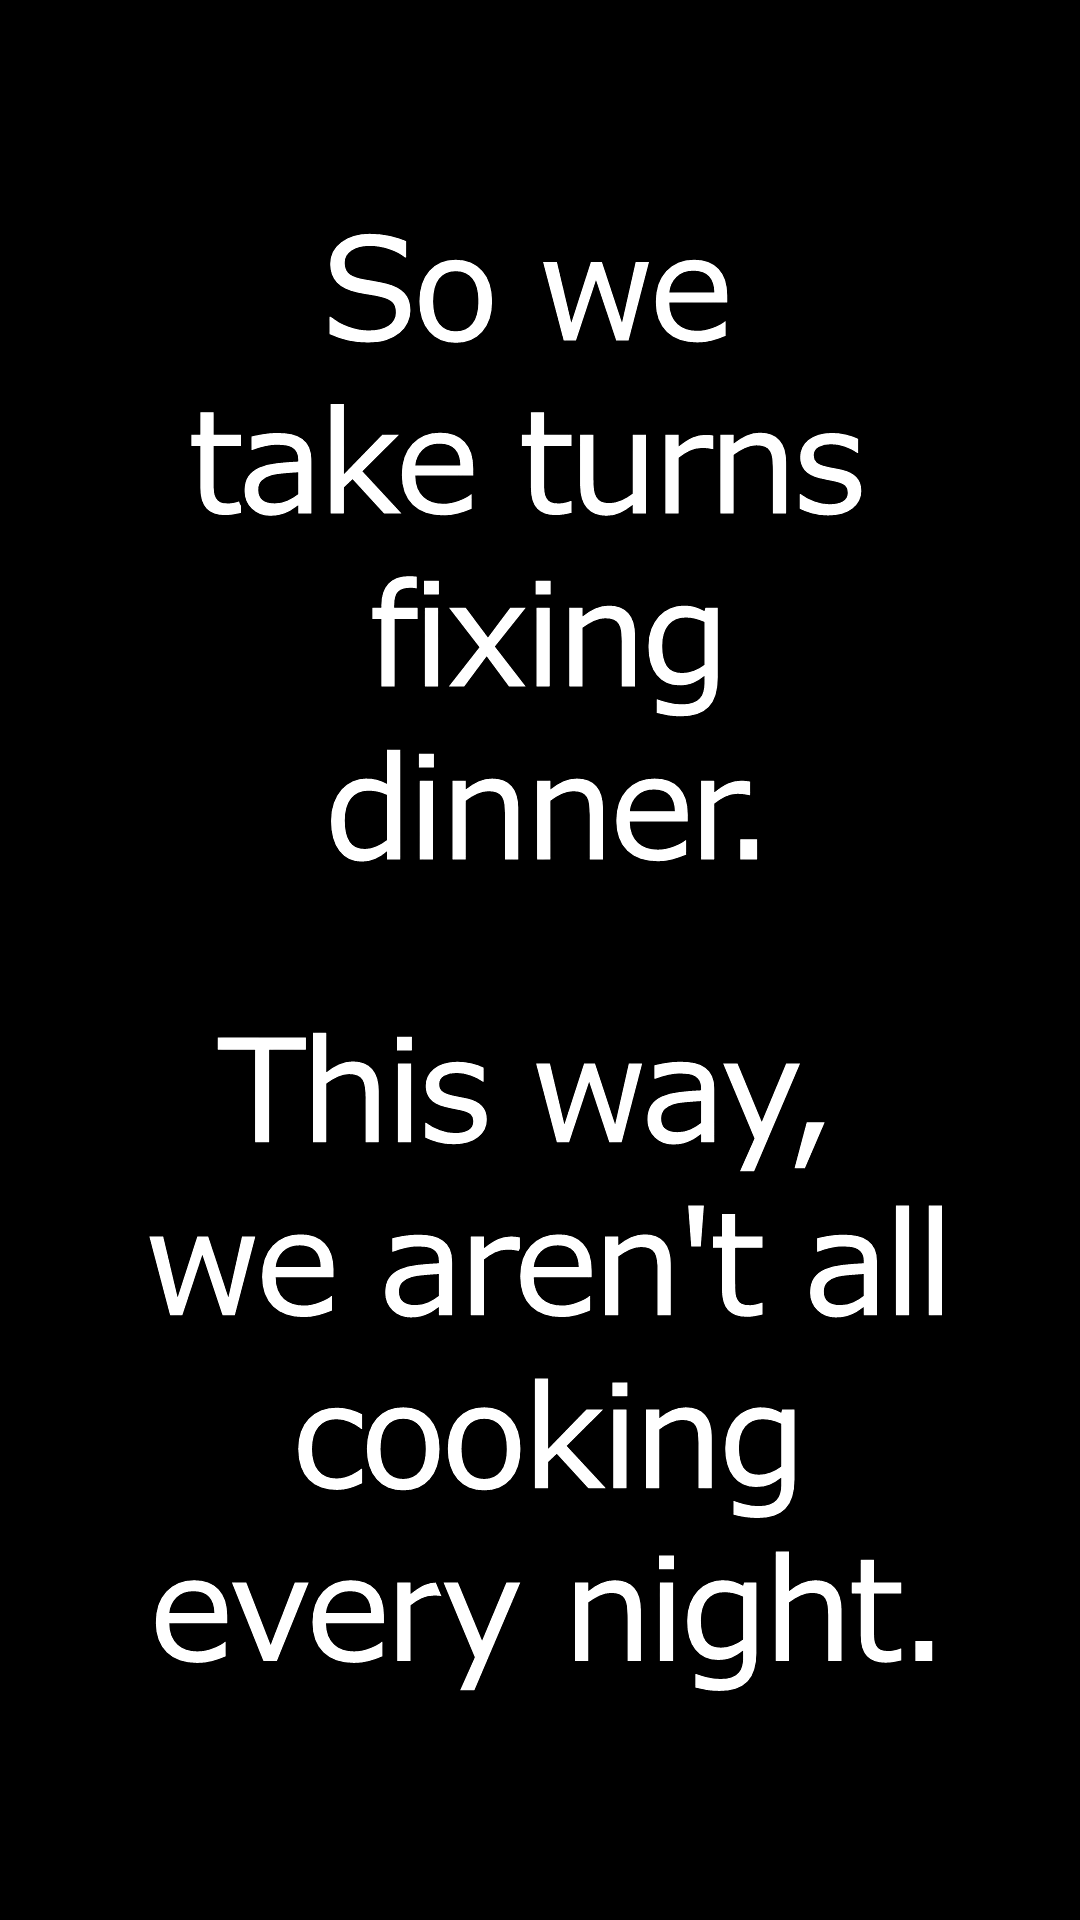 So we
take turns
fixing
dinner.
This way,
we aren't all
cooking
every night.